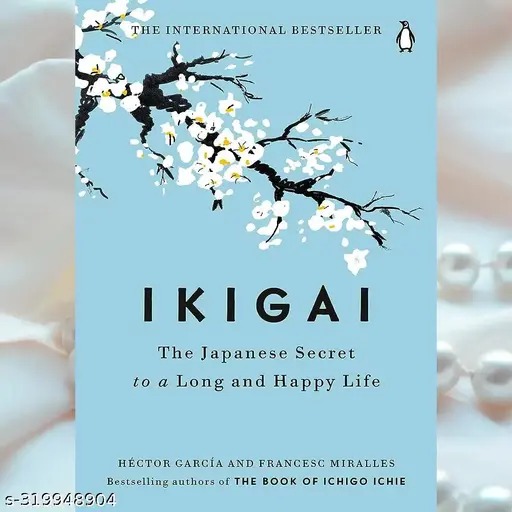 THE INTERNATIONAL BESTSELLER
IKIGAI
The Japanese Secret
to a Long and Happy Life
HÉCTOR GARCÍA AND FRANCESC MIRALLES
Bestselling authors of THE BOOK OF ICHIGO ICHIE
s-319948904